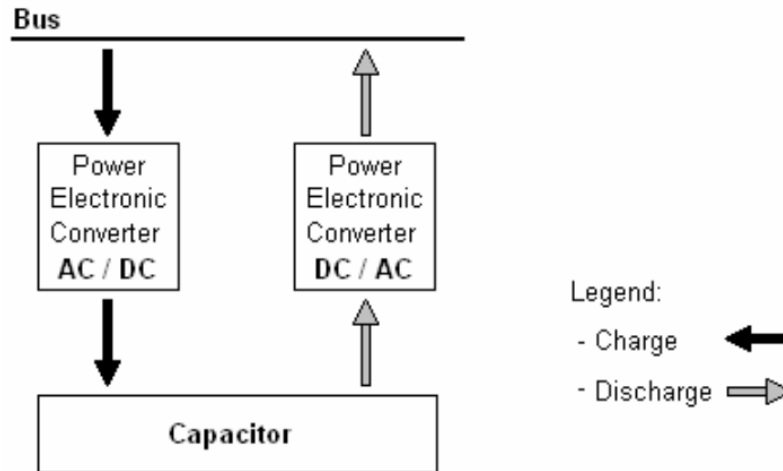 Bus
Power
Electronic
Converter
AC / DC
Power
Electronic
Converter
DC / AC
Legend:
- Charge
- Discharge
Capacitor